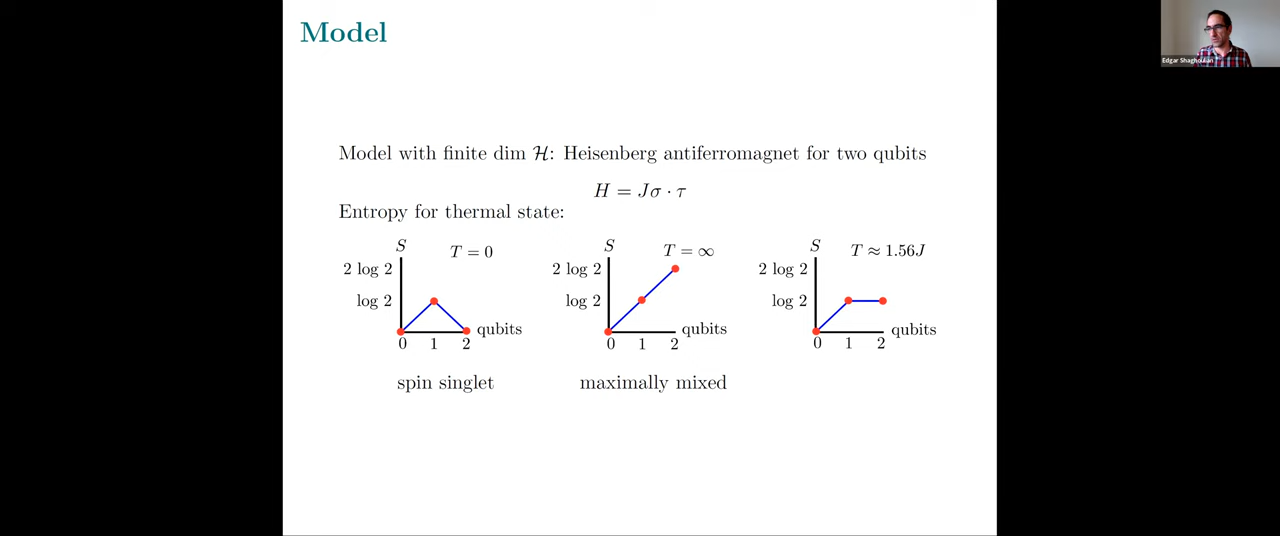 Model
Edgar Shaghoulian
Model with finite dim ℋ: Heisenberg antiferromagnet for two qubits
H = Jσ · τ
Entropy for thermal state:
S
T = 0
2 log 2
log 2
qubits
0 1 2
spin singlet
S
T = ∞
2 log 2
log 2
qubits
0 1 2
maximally mixed
S
T ≈ 1.56J
2 log 2
log 2
qubits
0 1 2